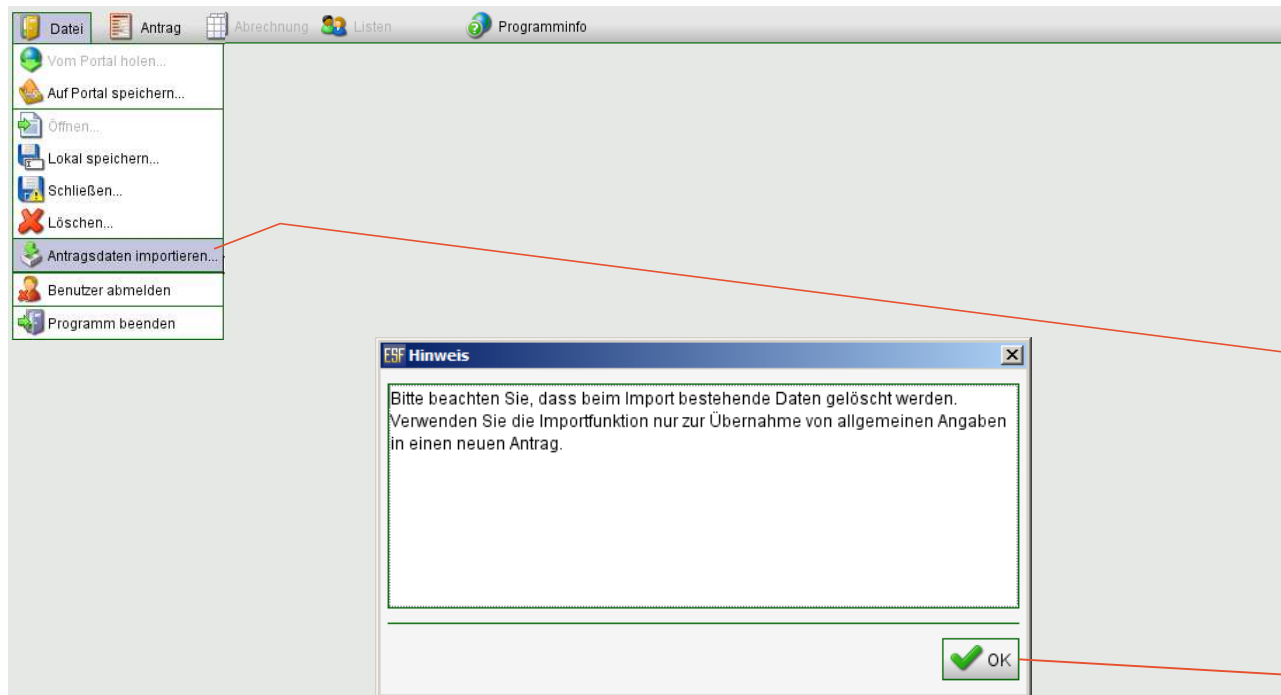 Datei Antrag Abrechnung Listen Programminfo
Vom Portal holen...
Auf Portal speichern...
Öffnen...
Lokal speichern...
Schließen...
Löschen...
Antragsdaten importieren...
Benutzer abmelden
Programm beenden
ESF Hinweis
Bitte beachten Sie, dass beim Import bestehende Daten gelöscht werden.
Verwenden Sie die Importfunktion nur zur Übernahme von allgemeinen Angaben
in einen neuen Antrag.
OK